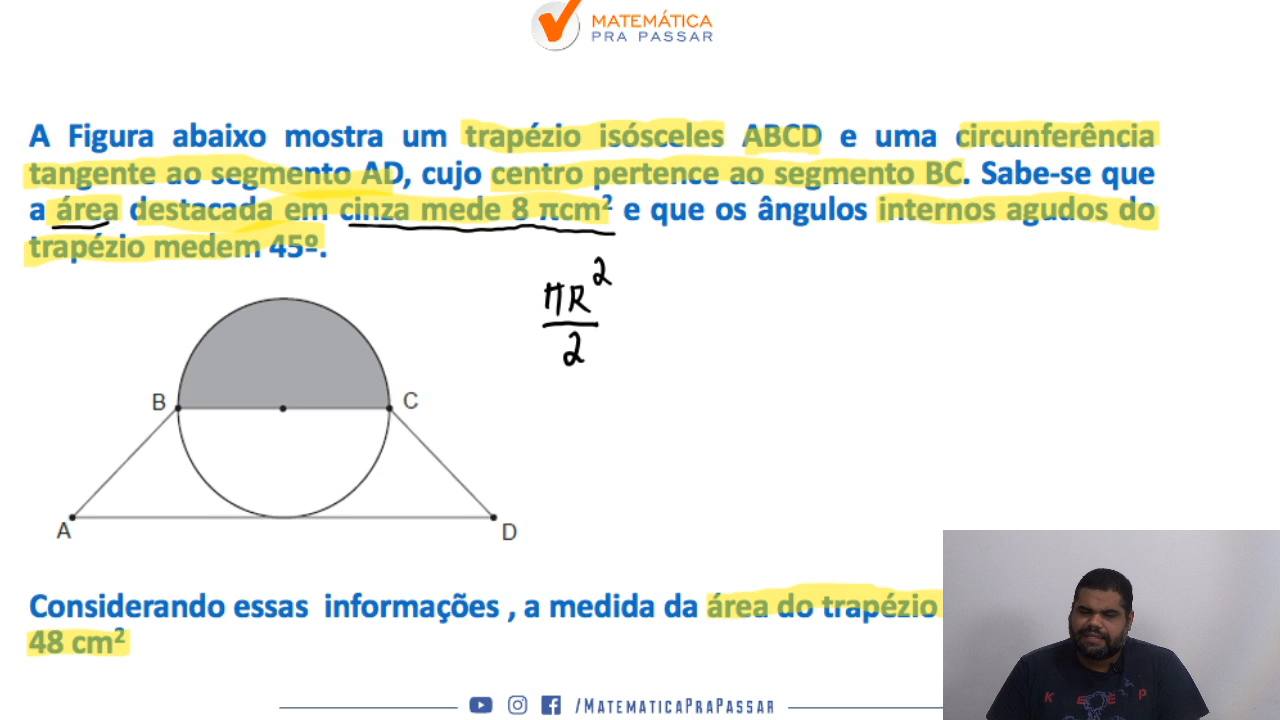 MATEMÁTICA
PRA PASSAR
A Figura abaixo mostra um trapézio isósceles ABCD e uma circunferência
tangente ao segmento AD, cujo centro pertence ao segmento BC. Sabe-se que
a área destacada em cinza mede 8 πcm² e que os ângulos internos agudos do
trapézio medem 45º.
πR²
2
B
C
A
D
Considerando essas informações , a medida da área do trapézio
48 cm²
/MatematicaPraPassar